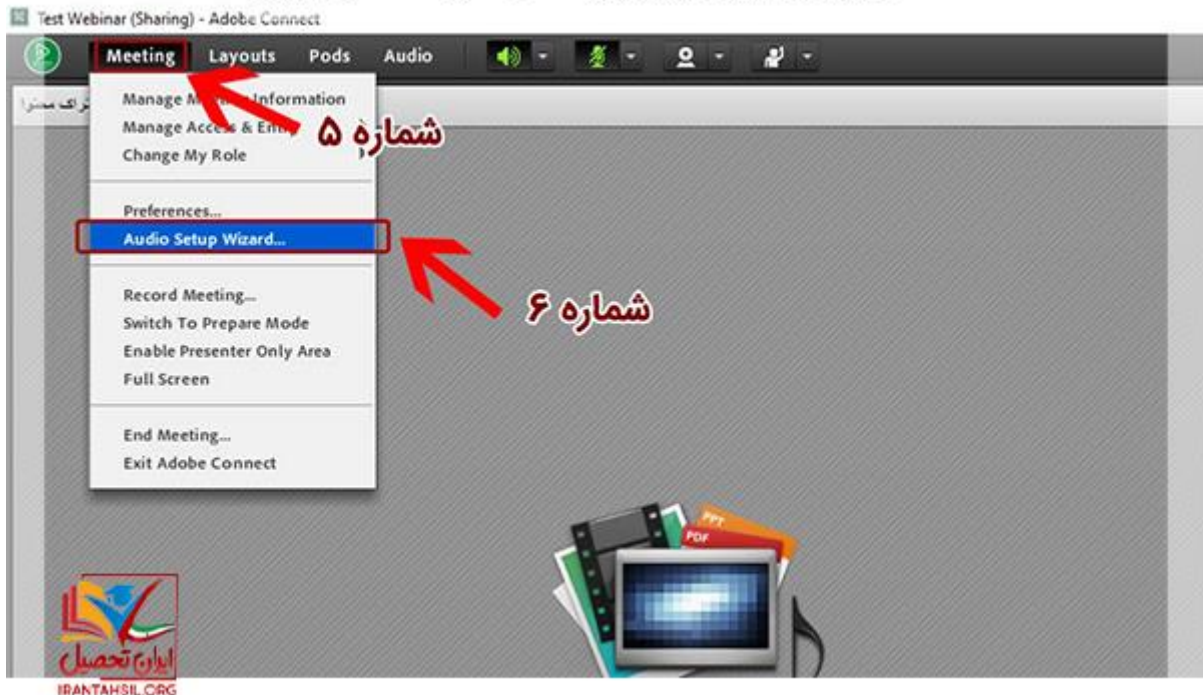 Test Webinar (Sharing) - Adobe Connect
Meeting Layouts Pods Audio
Manage Information
Manage Access &
Change My Role
شماره ۵
Preferences...
Audio Setup Wizard...
شماره ۶
Record Meeting...
Switch To Prepare Mode
Enable Presenter Only Area
Full Screen
End Meeting...
Exit Adobe Connect
PPT
PDF
ایران تحصیل
IRANTAHSIL.ORG